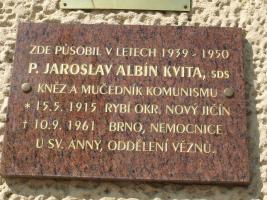 ZDE PŮSOBIL V LETECH 1939 - 1950
P. JAROSLAV ALBÍN KVITA, SDS
KNĚZ A MUČEDNÍK KOMUNISMU
* 15.5. 1915 RYBÍ OKR. NOVÝ JIČÍN
† 10.9. 1961 BRNO, NEMOCNICE
U SV. ANNY, ODDĚLENÍ VĚZNŮ.